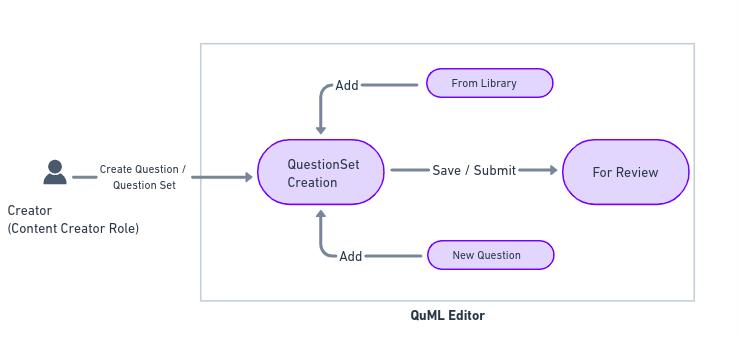 Add
From Library
Create Question /
Question Set
QuestionSet
Creation
Save / Submit
For Review
Creator
(Content Creator Role)
Add
New Question
QuML Editor